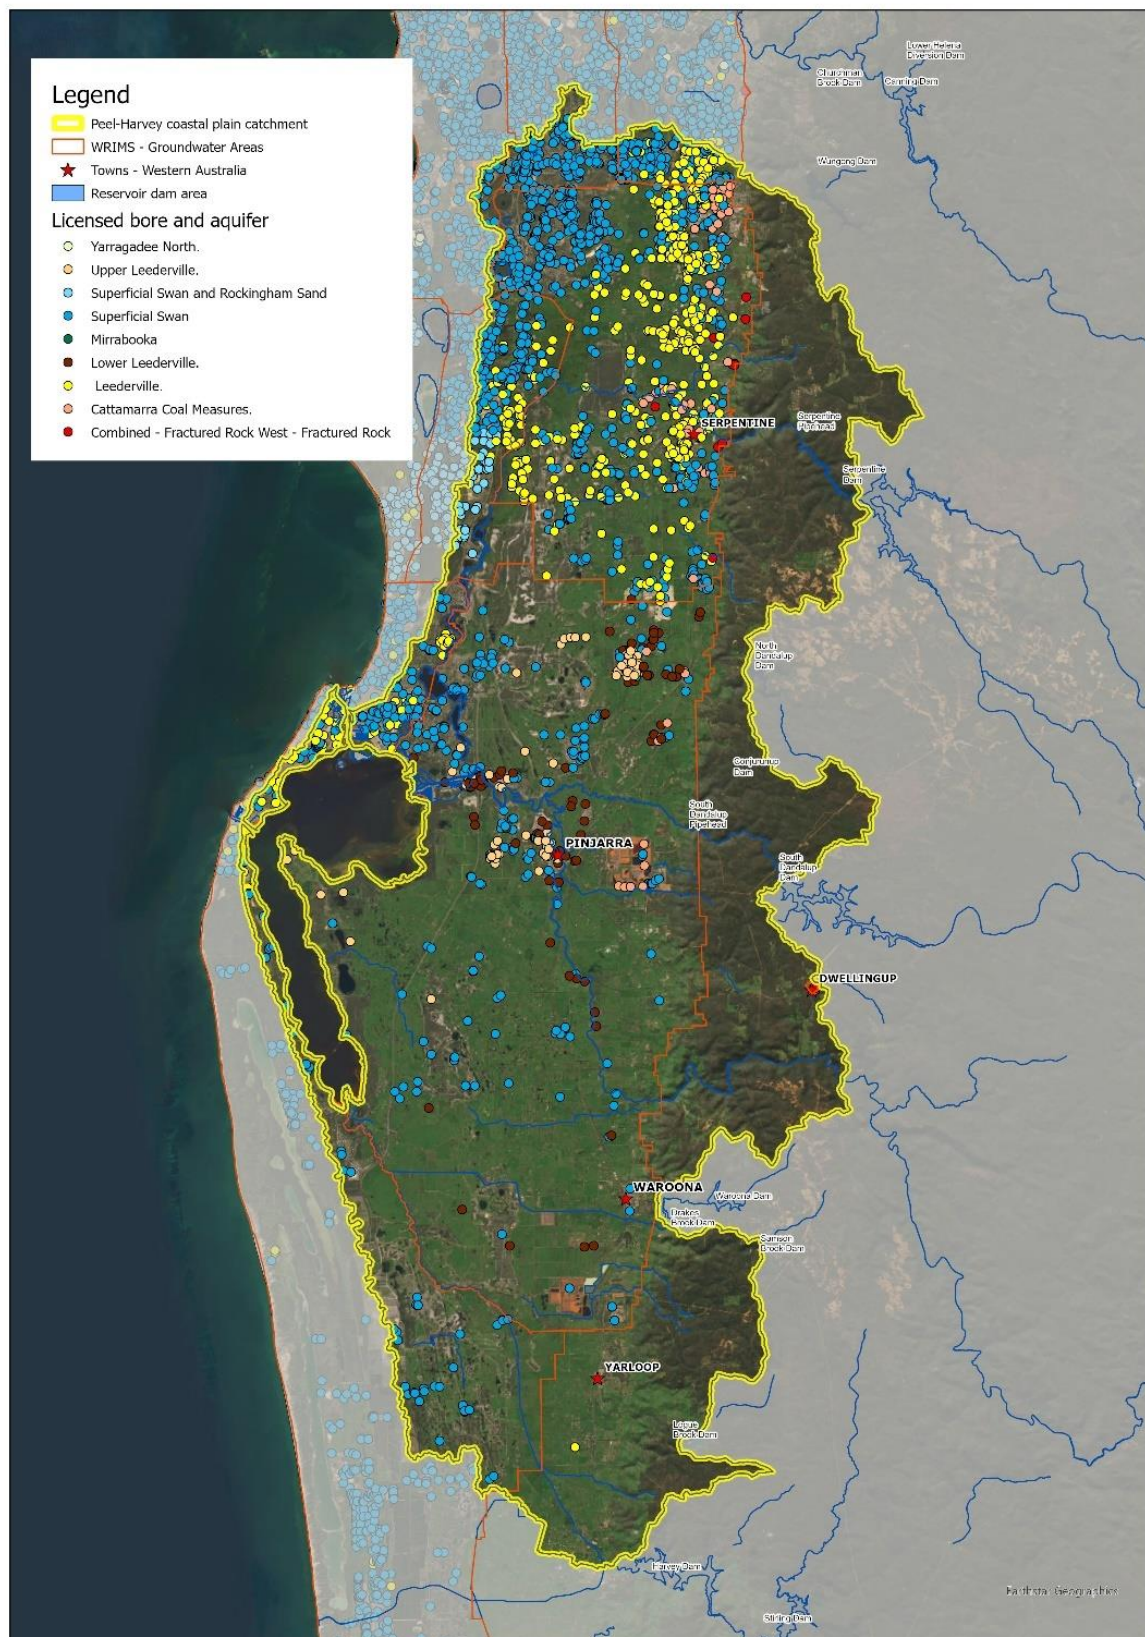 Lower Helena
Diversion Dam
Churchman
Brook Dam
Canning Dam
Legend
Peel-Harvey coastal plain catchment
WRIMS - Groundwater Areas
Towns - Western Australia
Reservoir dam area
Licensed bore and aquifer
Yarragadee North.
Upper Leederville.
Superficial Swan and Rockingham Sand
Superficial Swan
Mirrabooka
Lower Leederville.
Leederville.
Cattamarra Coal Measures.
Combined - Fractured Rock West - Fractured Rock
Wungong Dam
SERPENTINE
Serpentine
Pipehead
Serpentine
Dam
North
Dandalup
Dam
Conjurunup
Dam
South
Dandalup
Pipehead
PINJARRA
South
Dandalup
Dam
DWELLINGUP
WAROONA
Waroona Dam
Drakes
Brook Dam
Samson
Brook Dam
YARLOOP
Logue
Brook Dam
Harvey Dam
Earthstar Geographics
Stirling Dam